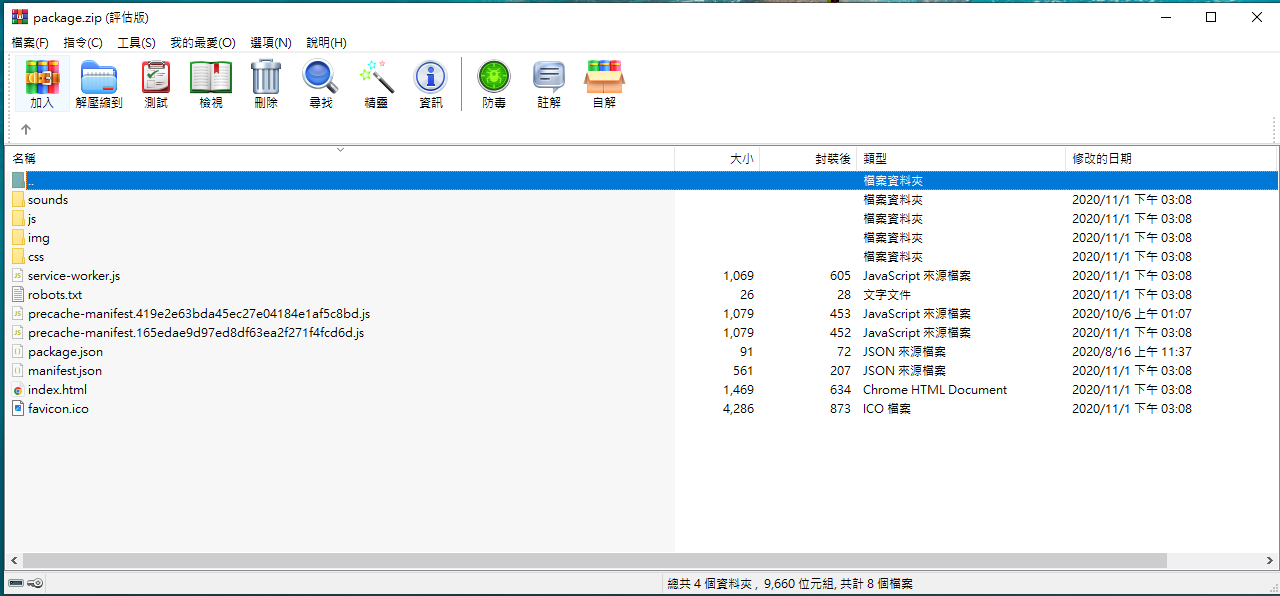 package.zip (評估版)
檔案(F) 指令(C) 工具(S) 我的最愛(O) 選項(N) 說明(H)
加入 解壓縮到 測試 檢視 刪除 尋找 精靈 資訊 防毒 註解 自解
名稱 大小 封裝後 類型 修改的日期
.. 檔案資料夾
sounds 檔案資料夾 2020/11/1 下午 03:08
js 檔案資料夾 2020/11/1 下午 03:08
img 檔案資料夾 2020/11/1 下午 03:08
css 檔案資料夾 2020/11/1 下午 03:08
service-worker.js 1,069 605 JavaScript 來源檔案 2020/11/1 下午 03:08
robots.txt 26 28 文字文件 2020/11/1 下午 03:08
precache-manifest.419e2e63bda45ec27e04184e1af5c8bd.js 1,079 453 JavaScript 來源檔案 2020/10/6 上午 01:07
precache-manifest.165edae9d97ed8df63ea2f271f4fcd6d.js 1,079 452 JavaScript 來源檔案 2020/11/1 下午 03:08
package.json 91 72 JSON 來源檔案 2020/8/16 上午 11:37
manifest.json 561 207 JSON 來源檔案 2020/11/1 下午 03:08
index.html 1,469 634 Chrome HTML Document 2020/11/1 下午 03:08
favicon.ico 4,286 873 ICO 檔案 2020/11/1 下午 03:08
總共 4 個資料夾 , 9,660 位元組, 共計 8 個檔案